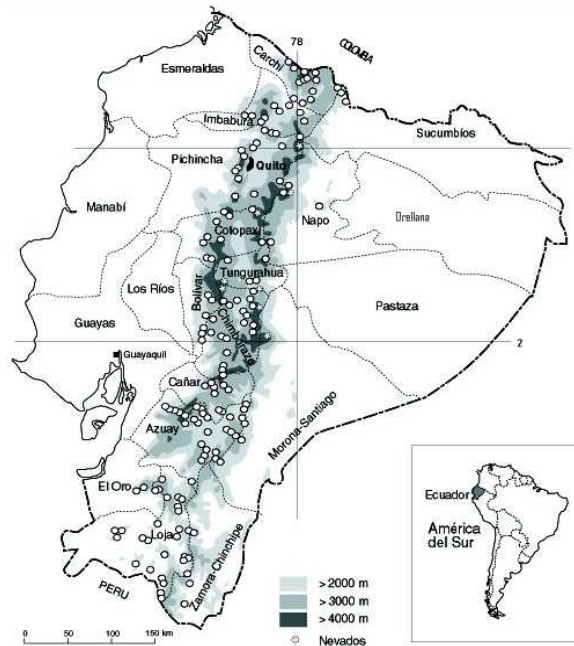 78
COLOMBIA
Carchi
Esmeraldas
Imbabura
Sucumbíos
Pichincha
Quito
Manabí
Napo
Orellana
Cotopaxi
Tungurahua
Los Ríos
Bolívar
Pastaza
Guayas
Chimborazo
Guayaquil
2
Cañar
Morona-Santiago
Azuay
El Oro
Ecuador
Loja
América
del Sur
Zamora-Chinchipe
PERU
>2000 m
>3000 m
>4000 m
Nevados
0 50 100 150 km